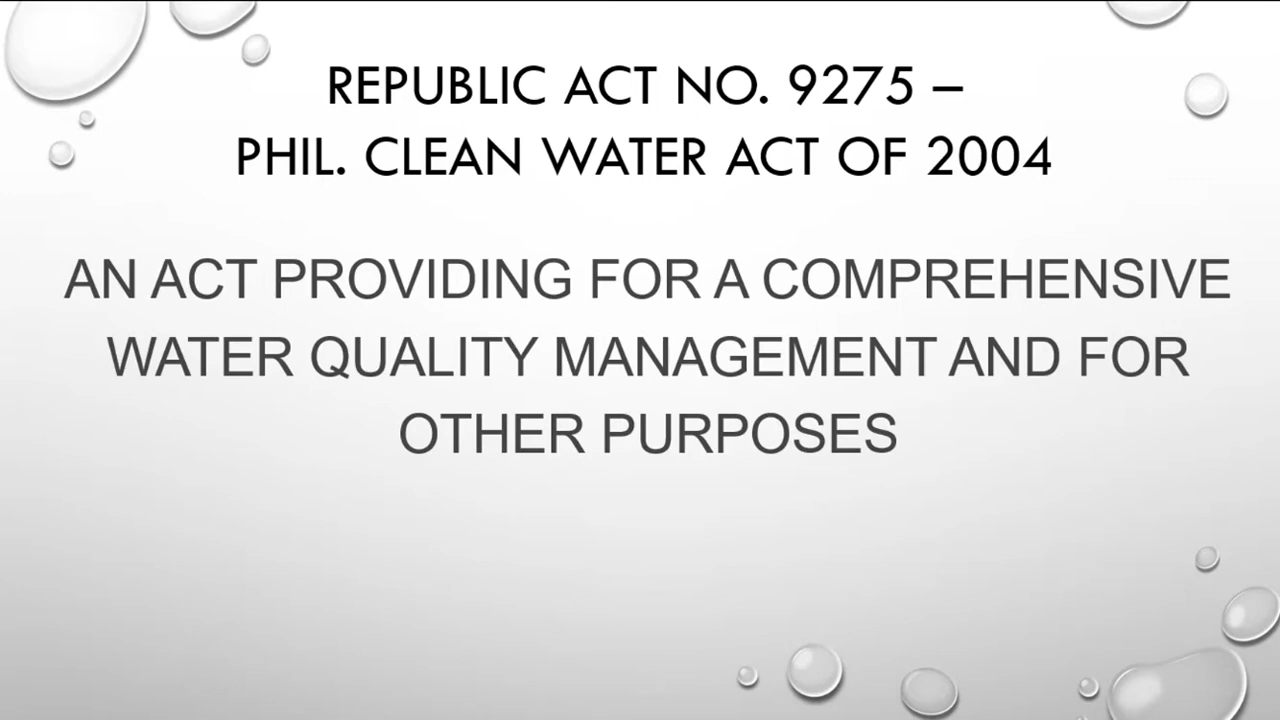 REPUBLIC ACT NO. 9275 –
PHIL. CLEAN WATER ACT OF 2004
AN ACT PROVIDING FOR A COMPREHENSIVE
WATER QUALITY MANAGEMENT AND FOR
OTHER PURPOSES